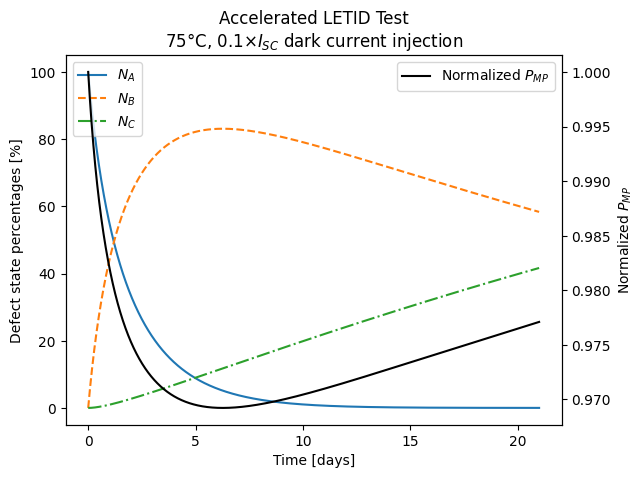 Accelerated LETID Test
75°C, 0.1×I_SC dark current injection
N_A
N_B
N_C
Normalized P_MP
Defect state percentages [%]
100
80
60
40
20
0
1.000
0.995
0.990
0.985
0.980
0.975
0.970
Normalized P_MP
0
5
10
15
20
Time [days]